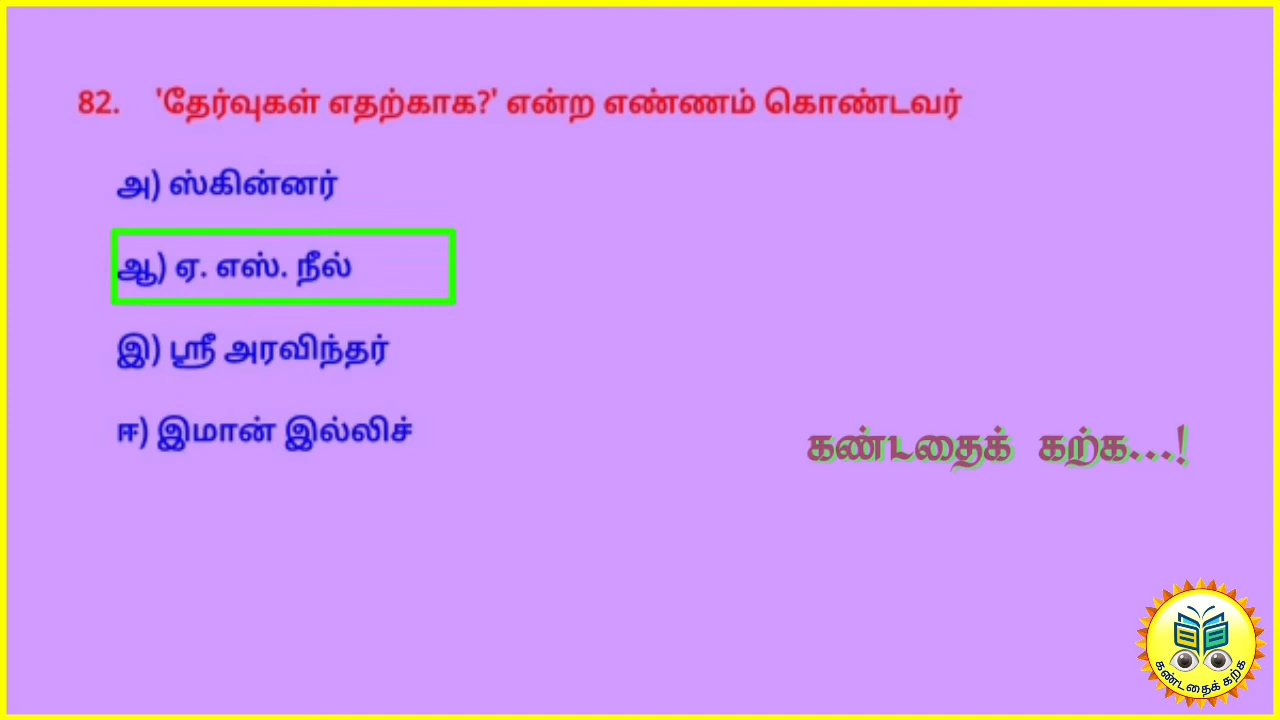 82. 'தேர்வுகள் எதற்காக?' என்ற எண்ணம் கொண்டவர்
அ) ஸ்கின்னர்
ஆ) ஏ. எஸ். நீல்
இ) ஸ்ரீ அரவிந்தர்
ஈ) இமான் இல்லிச்
கண்டதைக் கற்க...!
கண்டதைக் கற்க